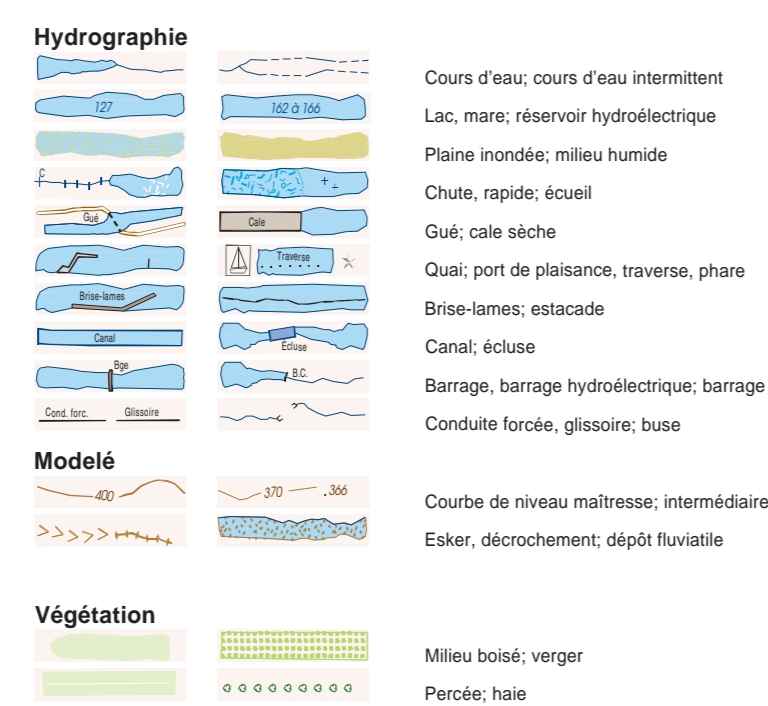 Hydrographie
Cours d'eau; cours d'eau intermittent
127 162 à 166 Lac, mare; réservoir hydroélectrique
Plaine inondée; milieu humide
C Chute, rapide; écueil
Gué Cale Gué; cale sèche
Traverse Quai; port de plaisance, traverse, phare
Brise-lames Brise-lames; estacade
Canal Écluse Canal; écluse
Bge B.C. Barrage, barrage hydroélectrique; barrage
Cond. forc. Glissoire Conduite forcée, glissoire; buse
Modelé
400 370 .366 Courbe de niveau maîtresse; intermédiaire
Esker, décrochement; dépôt fluviatile
Végétation
Milieu boisé; verger
Percée; haie